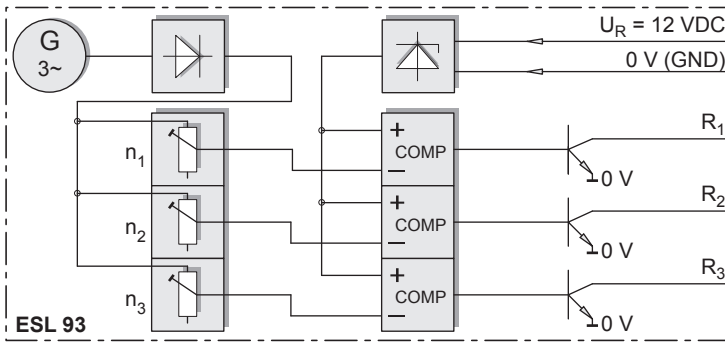 G
3~
U_R = 12 VDC
0 V (GND)
n₁
+
COMP
−
R₁
0 V
n₂
+
COMP
−
R₂
0 V
n₃
+
COMP
−
R₃
0 V
ESL 93